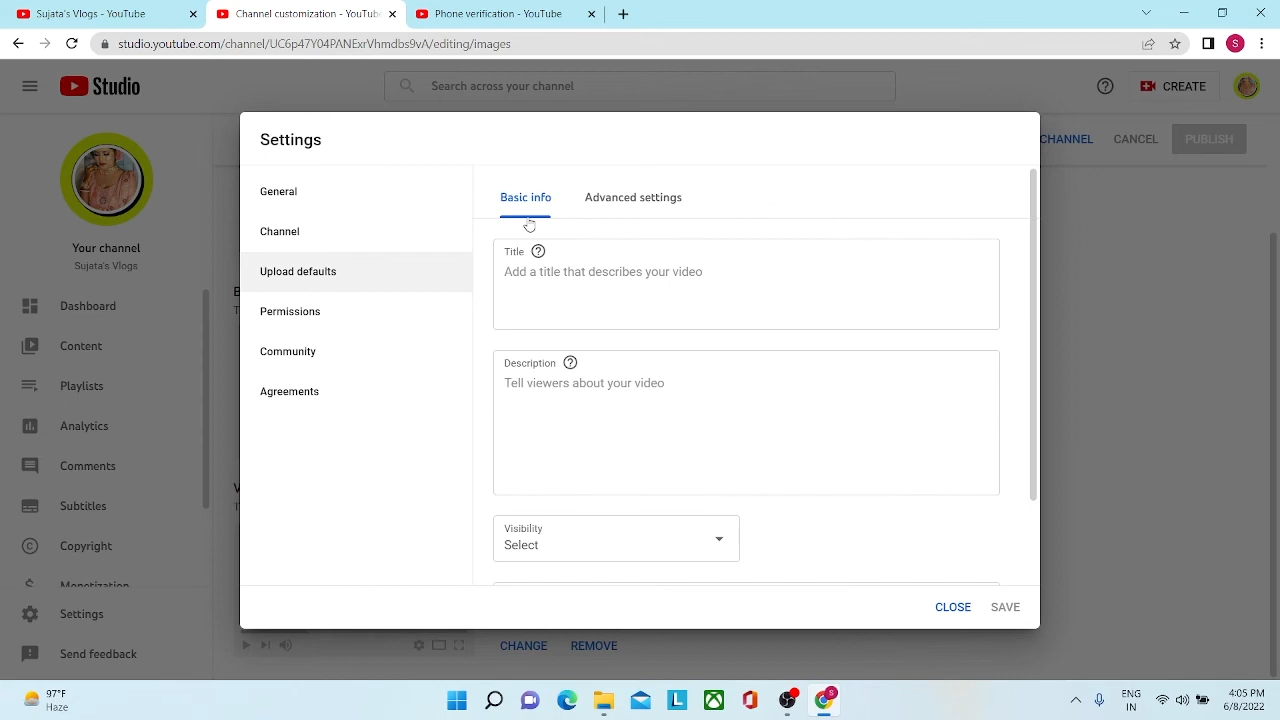 Sujata's Vlogs - YouTube
Channel customization - YouTube
Phone verification - YouTube
studio.youtube.com/channel/UC6p47Y04PANExrVhmdbs9vA/editing/images
S
Studio
Search across your channel
CREATE
CHANNEL
CANCEL
PUBLISH
Your channel
Sujata's Vlogs
Dashboard
Content
Playlists
Analytics
Comments
Subtitles
Copyright
Monetization
Settings
Send feedback
Settings
General
Channel
Upload defaults
Permissions
Community
Agreements
Basic info
Advanced settings
Title
Add a title that describes your video
Description
Tell viewers about your video
Visibility
Select
CLOSE
SAVE
CHANGE
REMOVE
97°F
Haze
S
ENG
IN
4:05 PM
6/8/2022